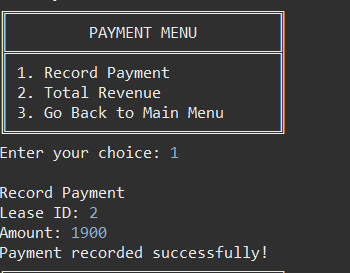 PAYMENT MENU
1. Record Payment
2. Total Revenue
3. Go Back to Main Menu
Enter your choice: 1
Record Payment
Lease ID: 2
Amount: 1900
Payment recorded successfully!